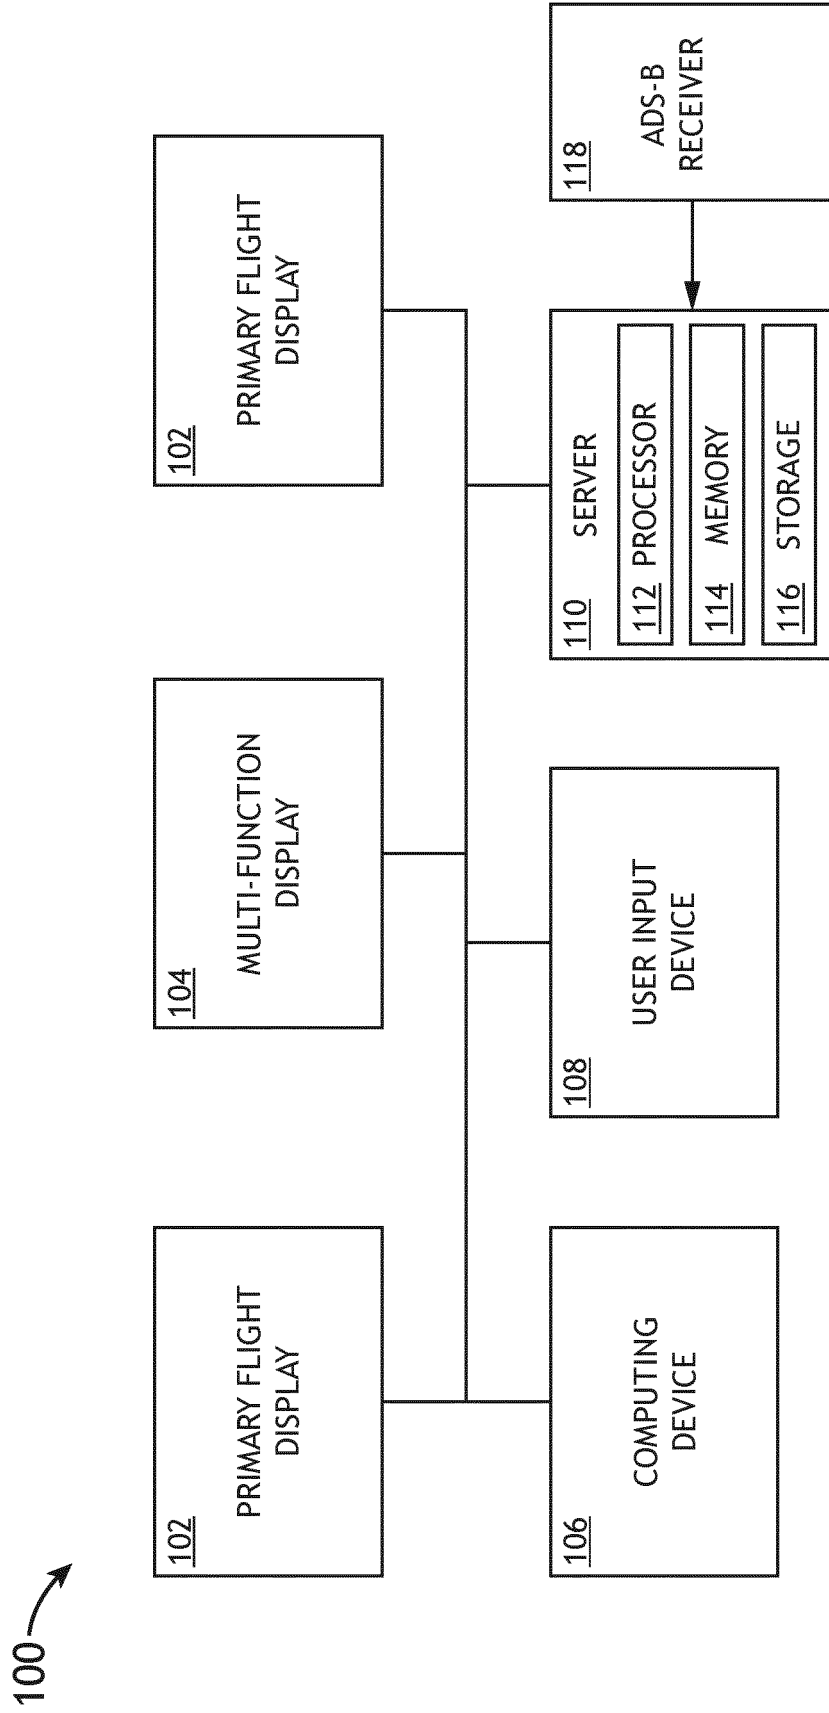 100
102
PRIMARY FLIGHT
DISPLAY
104
MULTI-FUNCTION
DISPLAY
102
PRIMARY FLIGHT
DISPLAY
106
COMPUTING
DEVICE
108
USER INPUT
DEVICE
110 SERVER
112 PROCESSOR
114 MEMORY
116 STORAGE
118
ADS-B
RECEIVER